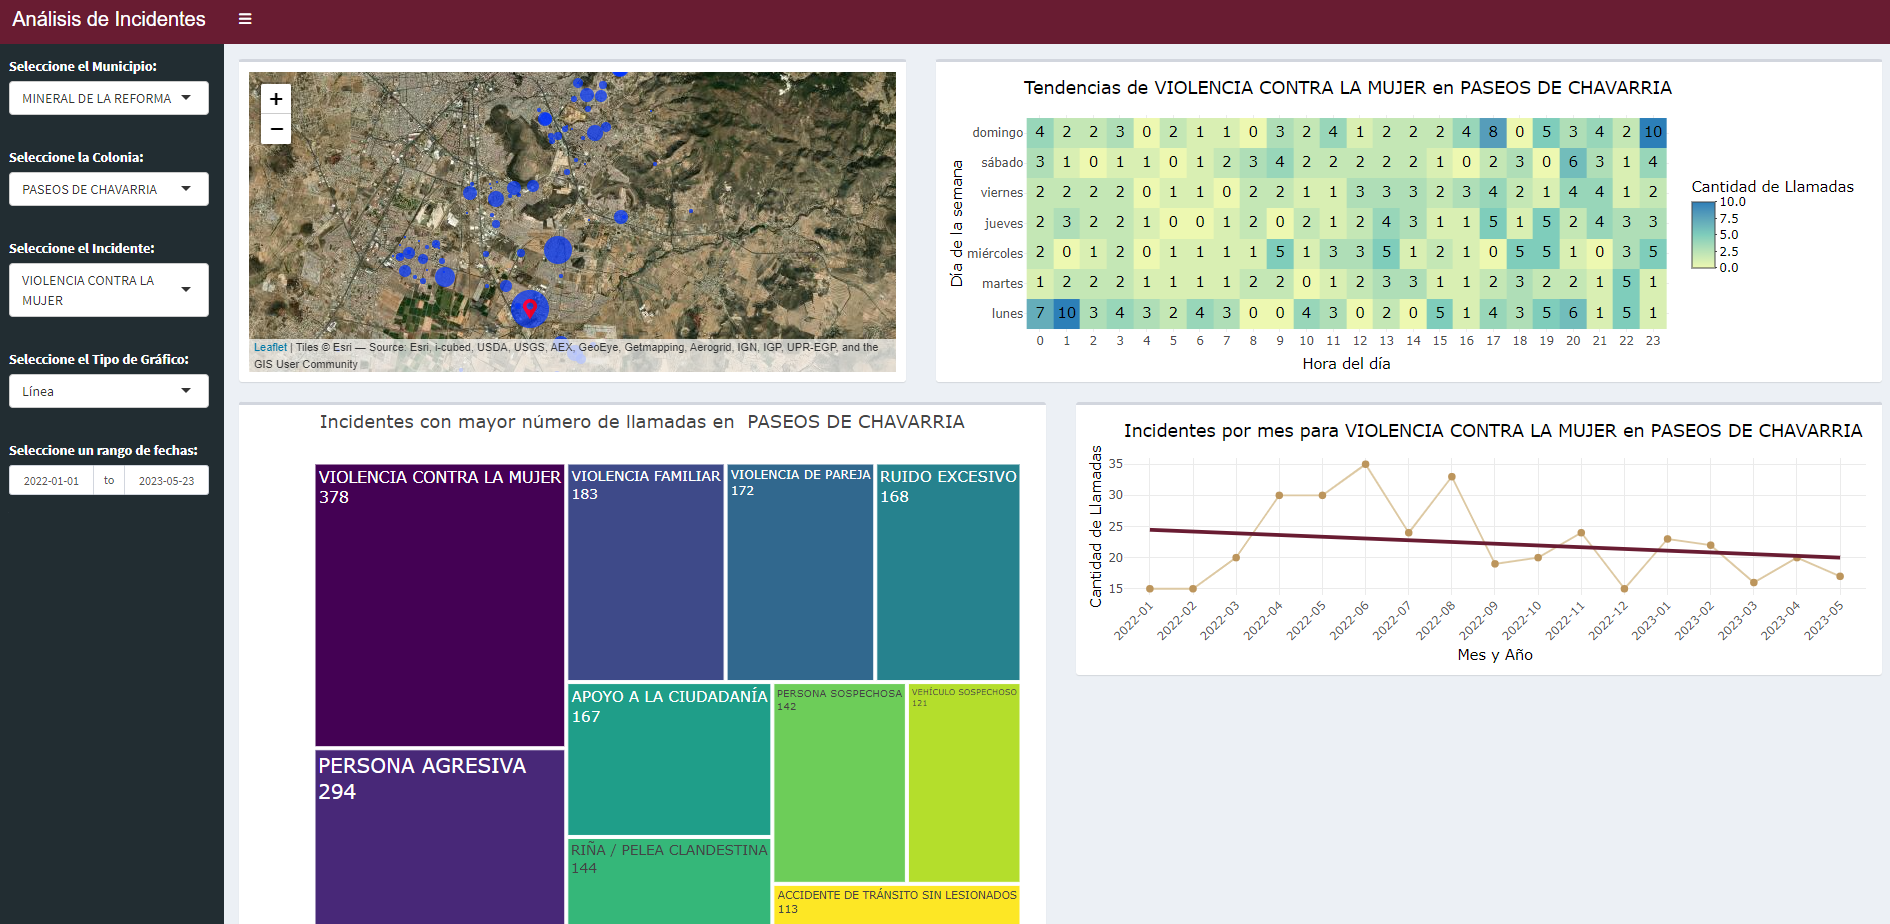 Análisis de Incidentes
Seleccione el Municipio:
MINERAL DE LA REFORMA
Seleccione la Colonia:
PASEOS DE CHAVARRIA
Seleccione el Incidente:
VIOLENCIA CONTRA LA
MUJER
Seleccione el Tipo de Gráfico:
Línea
Seleccione un rango de fechas:
2022-01-01 to 2023-05-23
+
−
Leaflet | Tiles © Esri — Source: Esri, i-cubed, USDA, USGS, AEX, GeoEye, Getmapping, Aerogrid, IGN, IGP, UPR-EGP, and the
GIS User Community
Tendencias de VIOLENCIA CONTRA LA MUJER en PASEOS DE CHAVARRIA
Día de la semana
domingo 4 2 2 3 0 2 1 1 0 3 2 4 1 2 2 2 4 8 0 5 3 4 2 10
sábado 3 1 0 1 1 0 1 2 3 4 2 2 2 2 2 1 0 2 3 0 6 3 1 4
viernes 2 2 2 2 0 1 1 0 2 2 1 1 3 3 3 2 3 4 2 1 4 4 1 2
jueves 2 3 2 2 1 0 0 1 2 0 2 1 2 4 3 1 1 5 1 5 2 4 3 3
miércoles 2 0 1 2 0 1 1 1 1 5 1 3 3 5 1 2 1 0 5 5 1 0 3 5
martes 1 2 2 2 1 1 1 1 2 2 0 1 2 3 3 1 1 2 3 2 2 1 5 1
lunes 7 10 3 4 3 2 4 3 0 0 4 3 0 2 0 5 1 4 3 5 6 1 5 1
0 1 2 3 4 5 6 7 8 9 10 11 12 13 14 15 16 17 18 19 20 21 22 23
Hora del día
Cantidad de Llamadas
10.0
7.5
5.0
2.5
0.0
Incidentes con mayor número de llamadas en PASEOS DE CHAVARRIA
VIOLENCIA CONTRA LA MUJER
378
VIOLENCIA FAMILIAR
183
VIOLENCIA DE PAREJA
172
RUIDO EXCESIVO
168
APOYO A LA CIUDADANÍA
167
PERSONA SOSPECHOSA
142
VEHÍCULO SOSPECHOSO
121
PERSONA AGRESIVA
294
RIÑA / PELEA CLANDESTINA
144
ACCIDENTE DE TRÁNSITO SIN LESIONADOS
113
Incidentes por mes para VIOLENCIA CONTRA LA MUJER en PASEOS DE CHAVARRIA
Cantidad de Llamadas
35
30
25
20
15
2022-01 2022-02 2022-03 2022-04 2022-05 2022-06 2022-07 2022-08 2022-09 2022-10 2022-11 2022-12 2023-01 2023-02 2023-03 2023-04 2023-05
Mes y Año